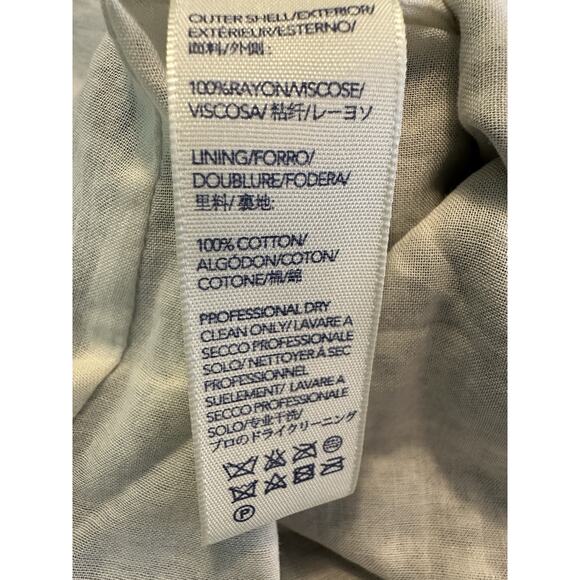 OUTER SHELL/EXTERIOR/
EXTÉRIEUR/ESTERNO/
面料/外側:
100%RAYON/VISCOSE/
VISCOSA/粘纤/レーヨソ
LINING/FORRO/
DOUBLURE/FODERA/
里料/裏地:
100% COTTON/
ALGÓDON/COTON/
COTONE/棉/綿
PROFESSIONAL DRY
CLEAN ONLY/ LAVARE A
SECCO PROFESSIONALE
SOLO/ NETTOYER À SEC
PROFESSIONNEL
SUELEMENT/ LAVARE A
SECCO PROFESSIONALE
SOLO/专业干洗/
プロのドライクリーニング
P